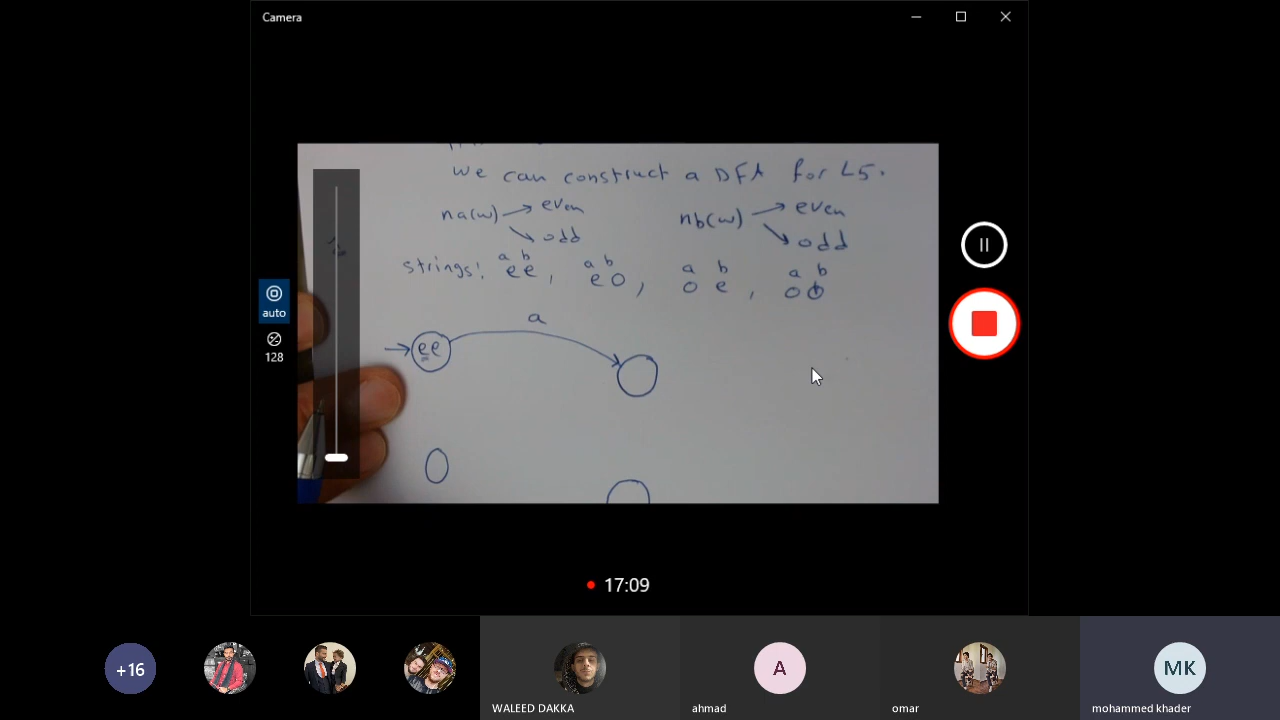 Camera
we can construct a DFA for L5.
na(w) → even
nb(w) → even
↘ odd
↘ odd
a b a b a b a b
strings: ee, eo, oe, oo
a
→ ee
auto
128
17:09
+16
A
MK
WALEED DAKKA
ahmad
omar
mohammed khader